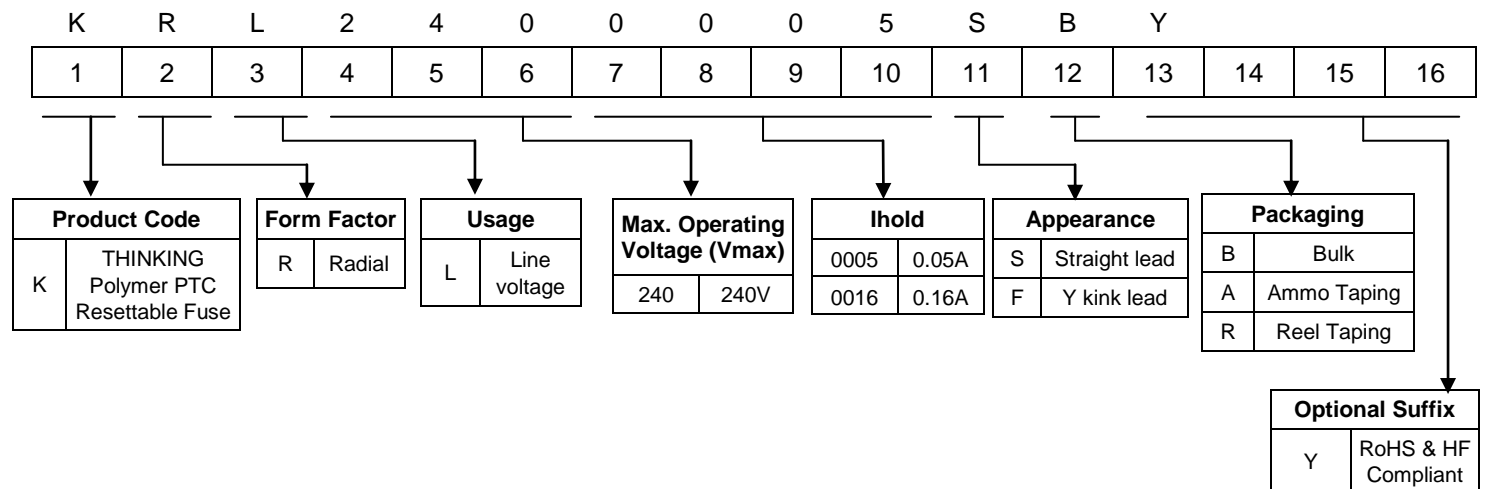 K R L 2 4 0 0 0 0 5 S B Y
1 2 3 4 5 6 7 8 9 10 11 12 13 14 15 16
Product Code
K THINKING
Polymer PTC
Resettable Fuse
Form Factor
R Radial
Usage
L Line
voltage
Max. Operating
Voltage (Vmax)
240 240V
Ihold
0005 0.05A
0016 0.16A
Appearance
S Straight lead
F Y kink lead
Packaging
B Bulk
A Ammo Taping
R Reel Taping
Optional Suffix
Y RoHS & HF
Compliant